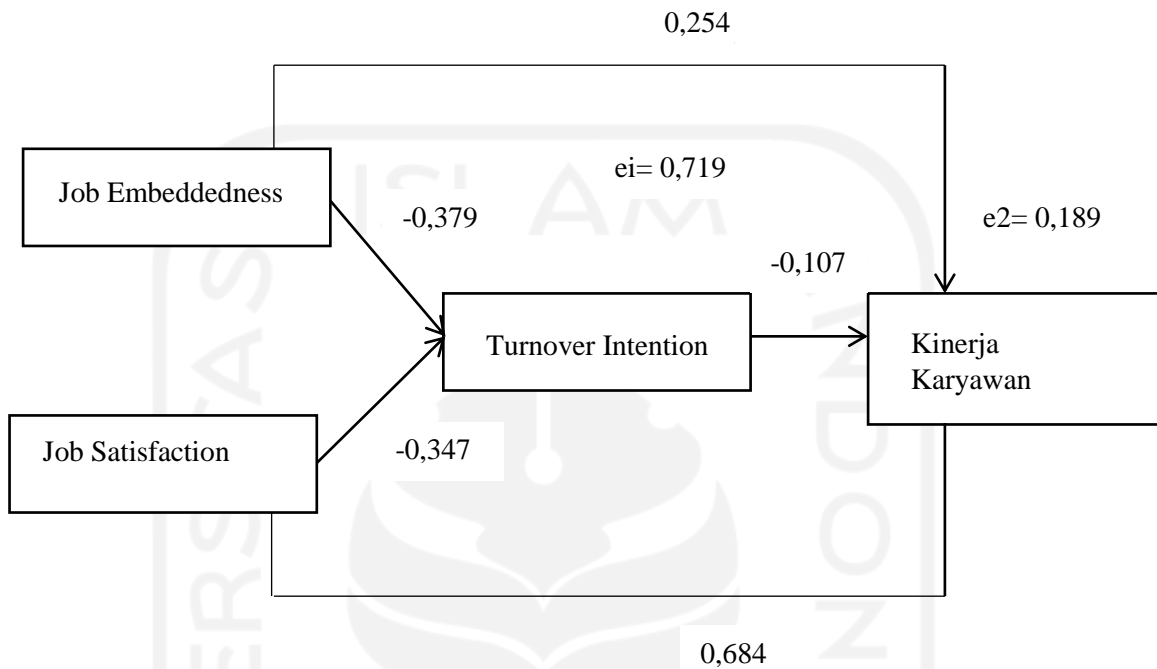 0,254
Job Embeddedness
ei= 0,719
-0,379
e2= 0,189
-0,107
Turnover Intention
Kinerja
Karyawan
Job Satisfaction
-0,347
0,684